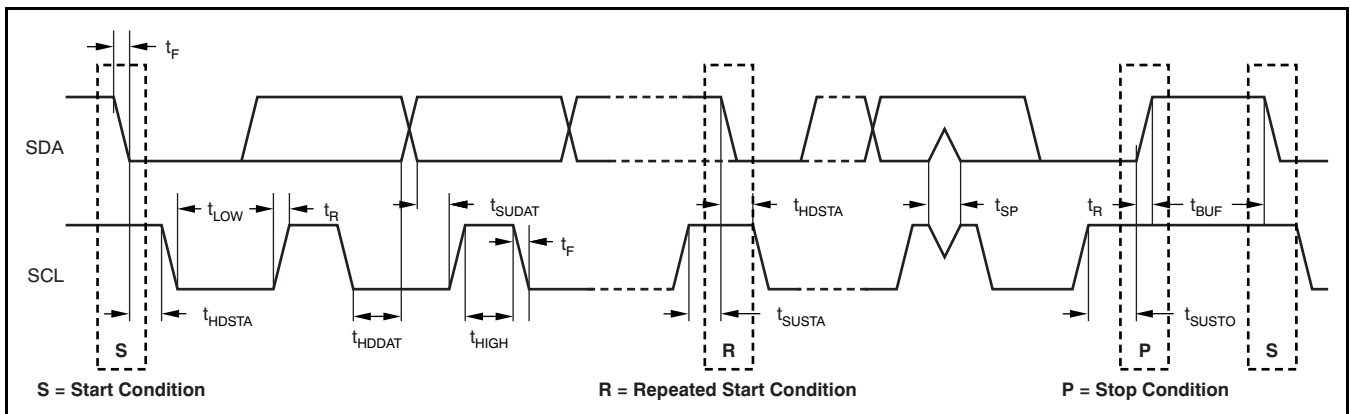 tF
SDA
tLOW
tR
tSUDAT
tF
tHDSTA
tSP
tR
tBUF
SCL
tHDSTA
tHDDAT
tHIGH
tSUSTA
tSUSTO
S
R
P
S
S = Start Condition
R = Repeated Start Condition
P = Stop Condition